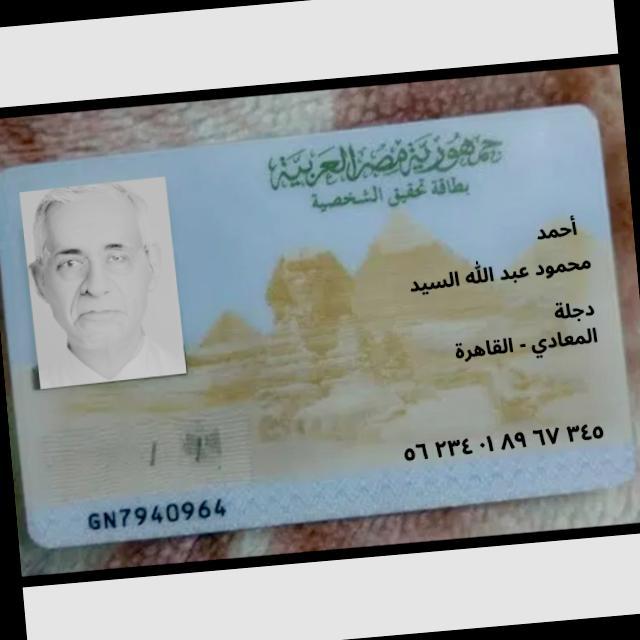 جمهورية مصر العربية
بطاقة تحقيق الشخصية
أحمد
محمود عبد الله السيد
دجلة
المعادي - القاهرة
٥٦ ٢٣٤ ٠١ ٨٩ ٦٧ ٣٤٥
GN7940964